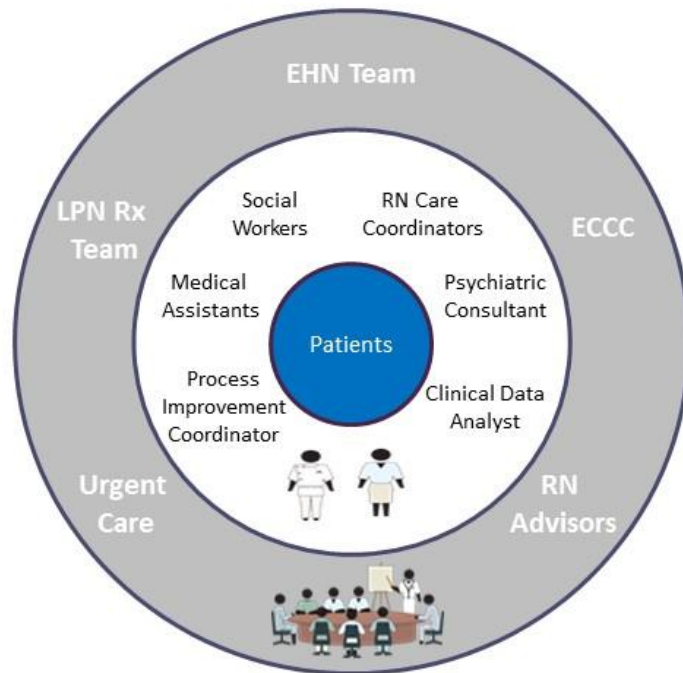 EHN Team
LPN Rx
Team
ECCC
Social
Workers
RN Care
Coordinators
Medical
Assistants
Psychiatric
Consultant
Patients
Process
Improvement
Coordinator
Clinical Data
Analyst
Urgent
Care
RN
Advisors